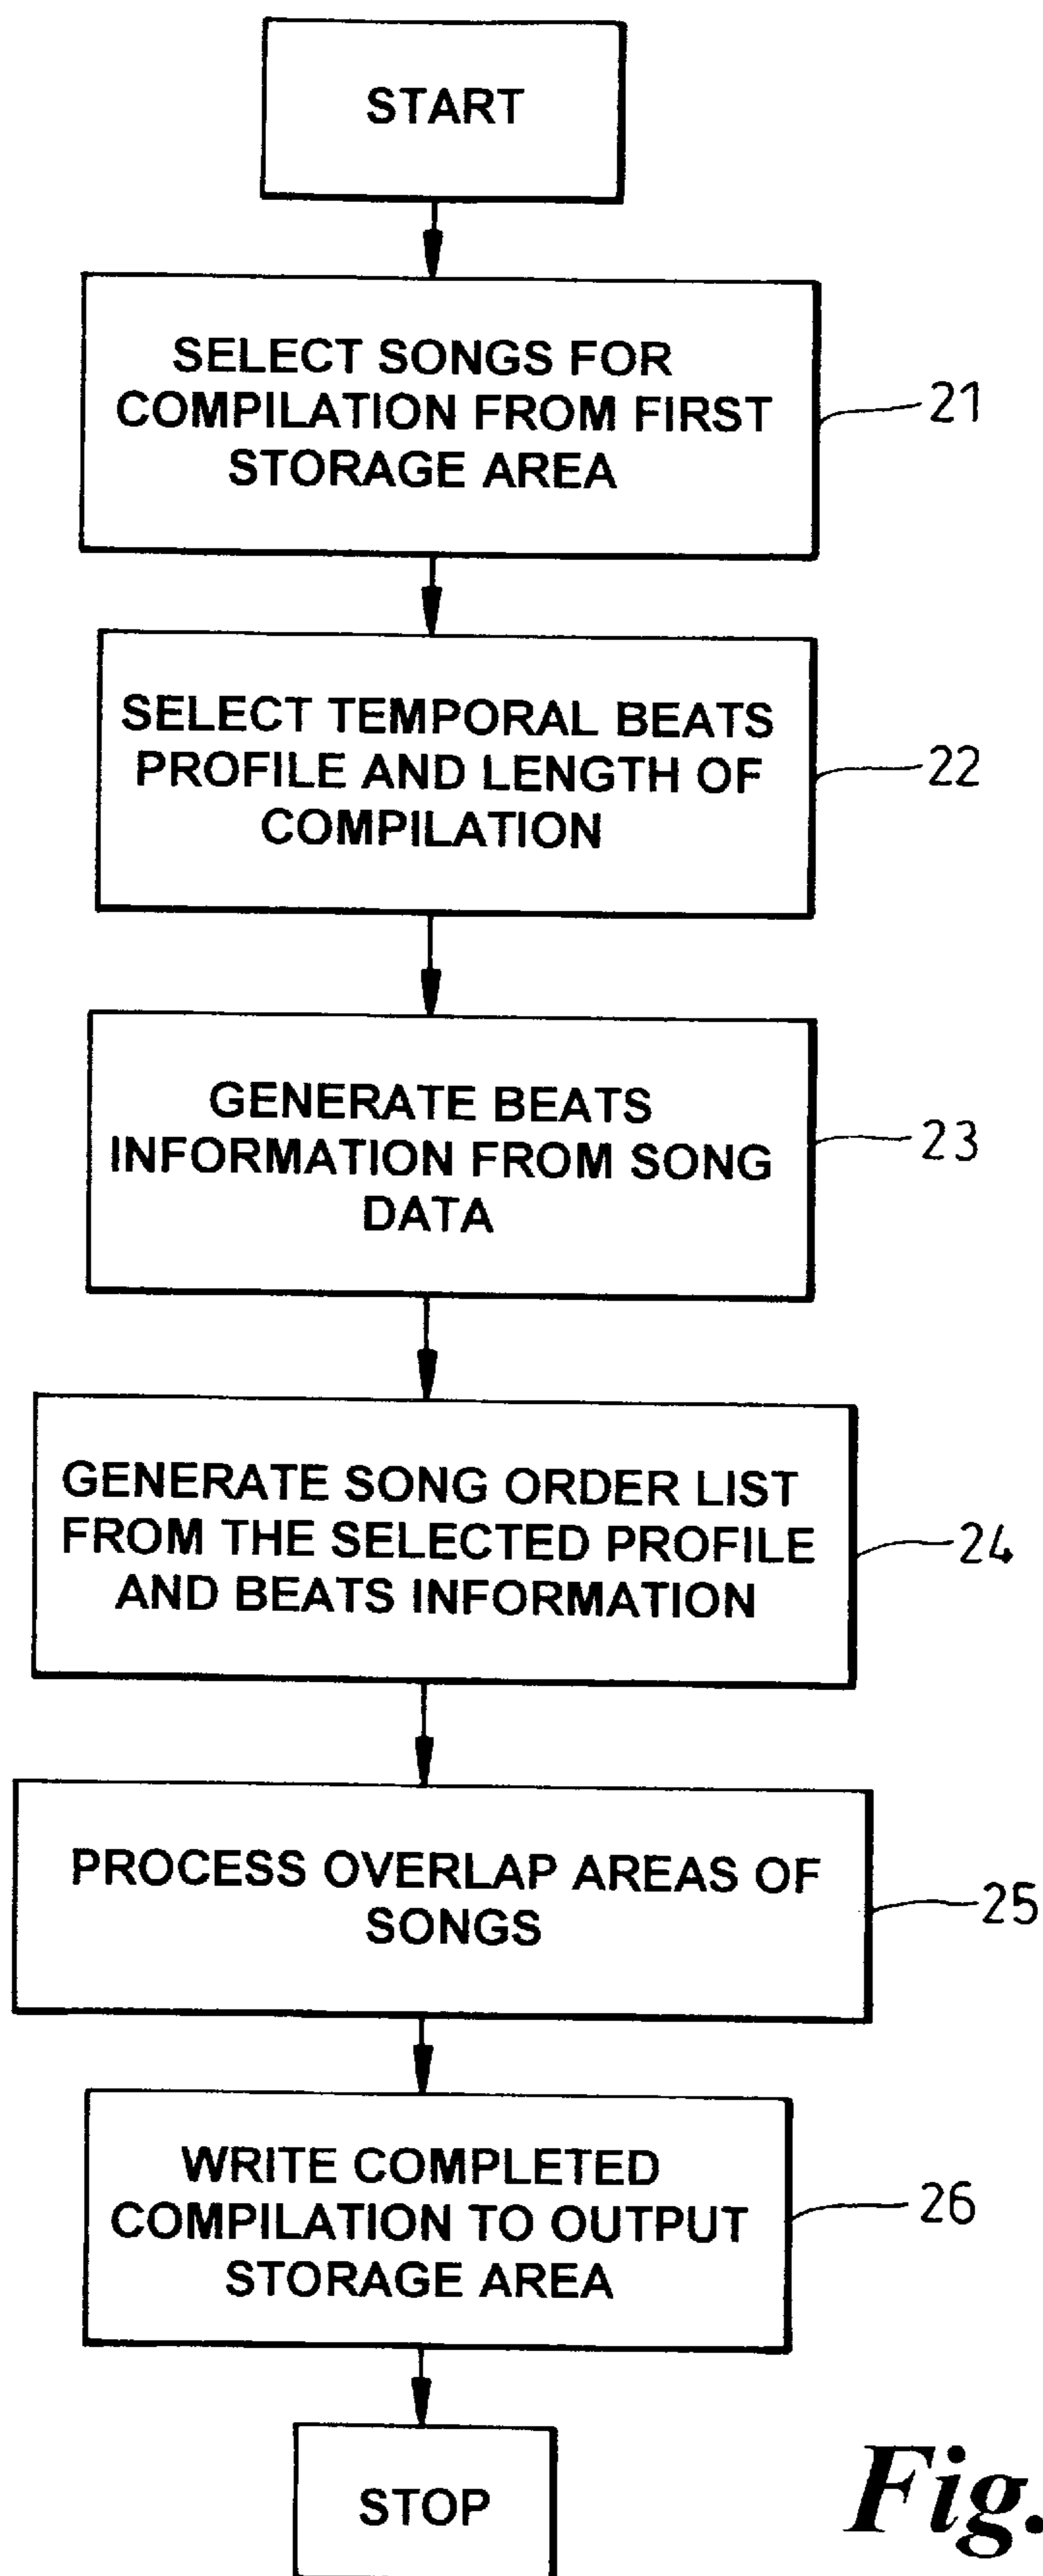 START
SELECT SONGS FOR
COMPILATION FROM FIRST
STORAGE AREA
21
SELECT TEMPORAL BEATS
PROFILE AND LENGTH OF
COMPILATION
22
GENERATE BEATS
INFORMATION FROM SONG
DATA
23
GENERATE SONG ORDER LIST
FROM THE SELECTED PROFILE
AND BEATS INFORMATION
24
PROCESS OVERLAP AREAS OF
SONGS
25
WRITE COMPLETED
COMPILATION TO OUTPUT
STORAGE AREA
26
STOP
Fig.